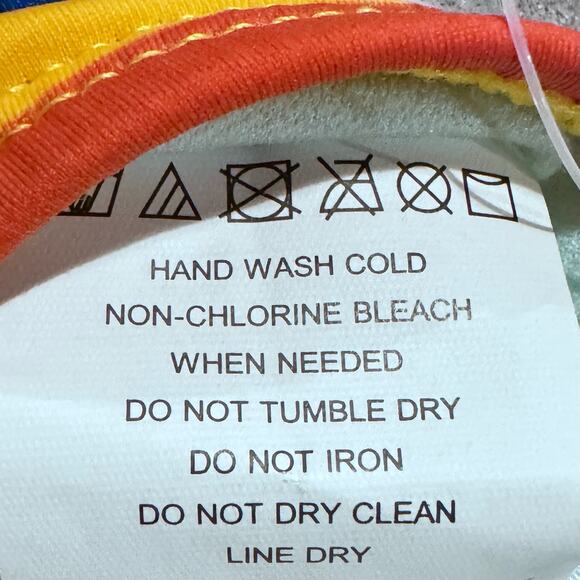 HAND WASH COLD
NON-CHLORINE BLEACH
WHEN NEEDED
DO NOT TUMBLE DRY
DO NOT IRON
DO NOT DRY CLEAN
LINE DRY